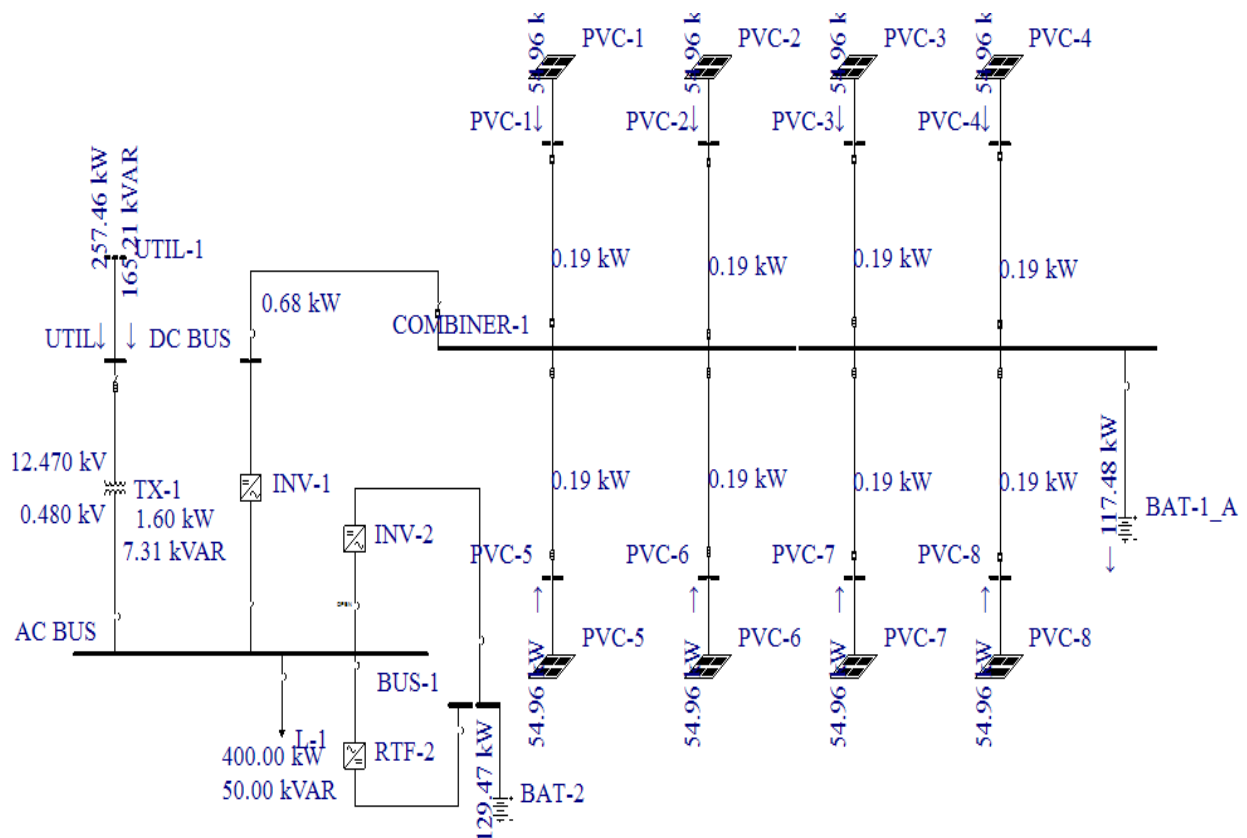 54.96 k
PVC-1
54.96 k
PVC-2
54.96 k
PVC-3
54.96 k
PVC-4
PVC-1↓
PVC-2↓
PVC-3↓
PVC-4↓
257.46 kW
165.21 kVAR
UTIL-1
0.19 kW
0.19 kW
0.19 kW
0.19 kW
0.68 kW
COMBINER-1
UTIL↓
↓ DC BUS
12.470 kV
0.480 kV
TX-1
1.60 kW
7.31 kVAR
INV-1
INV-2
0.19 kW
0.19 kW
0.19 kW
0.19 kW
← 117.48 kW
BAT-1_A
PVC-5
PVC-6
PVC-7
PVC-8
OPEN
AC BUS
54.96 kW →
PVC-5
54.96 kW →
PVC-6
54.96 kW →
PVC-7
54.96 kW →
PVC-8
BUS-1
L-1
400.00 kW
50.00 kVAR
RTF-2
129.47 kW
BAT-2